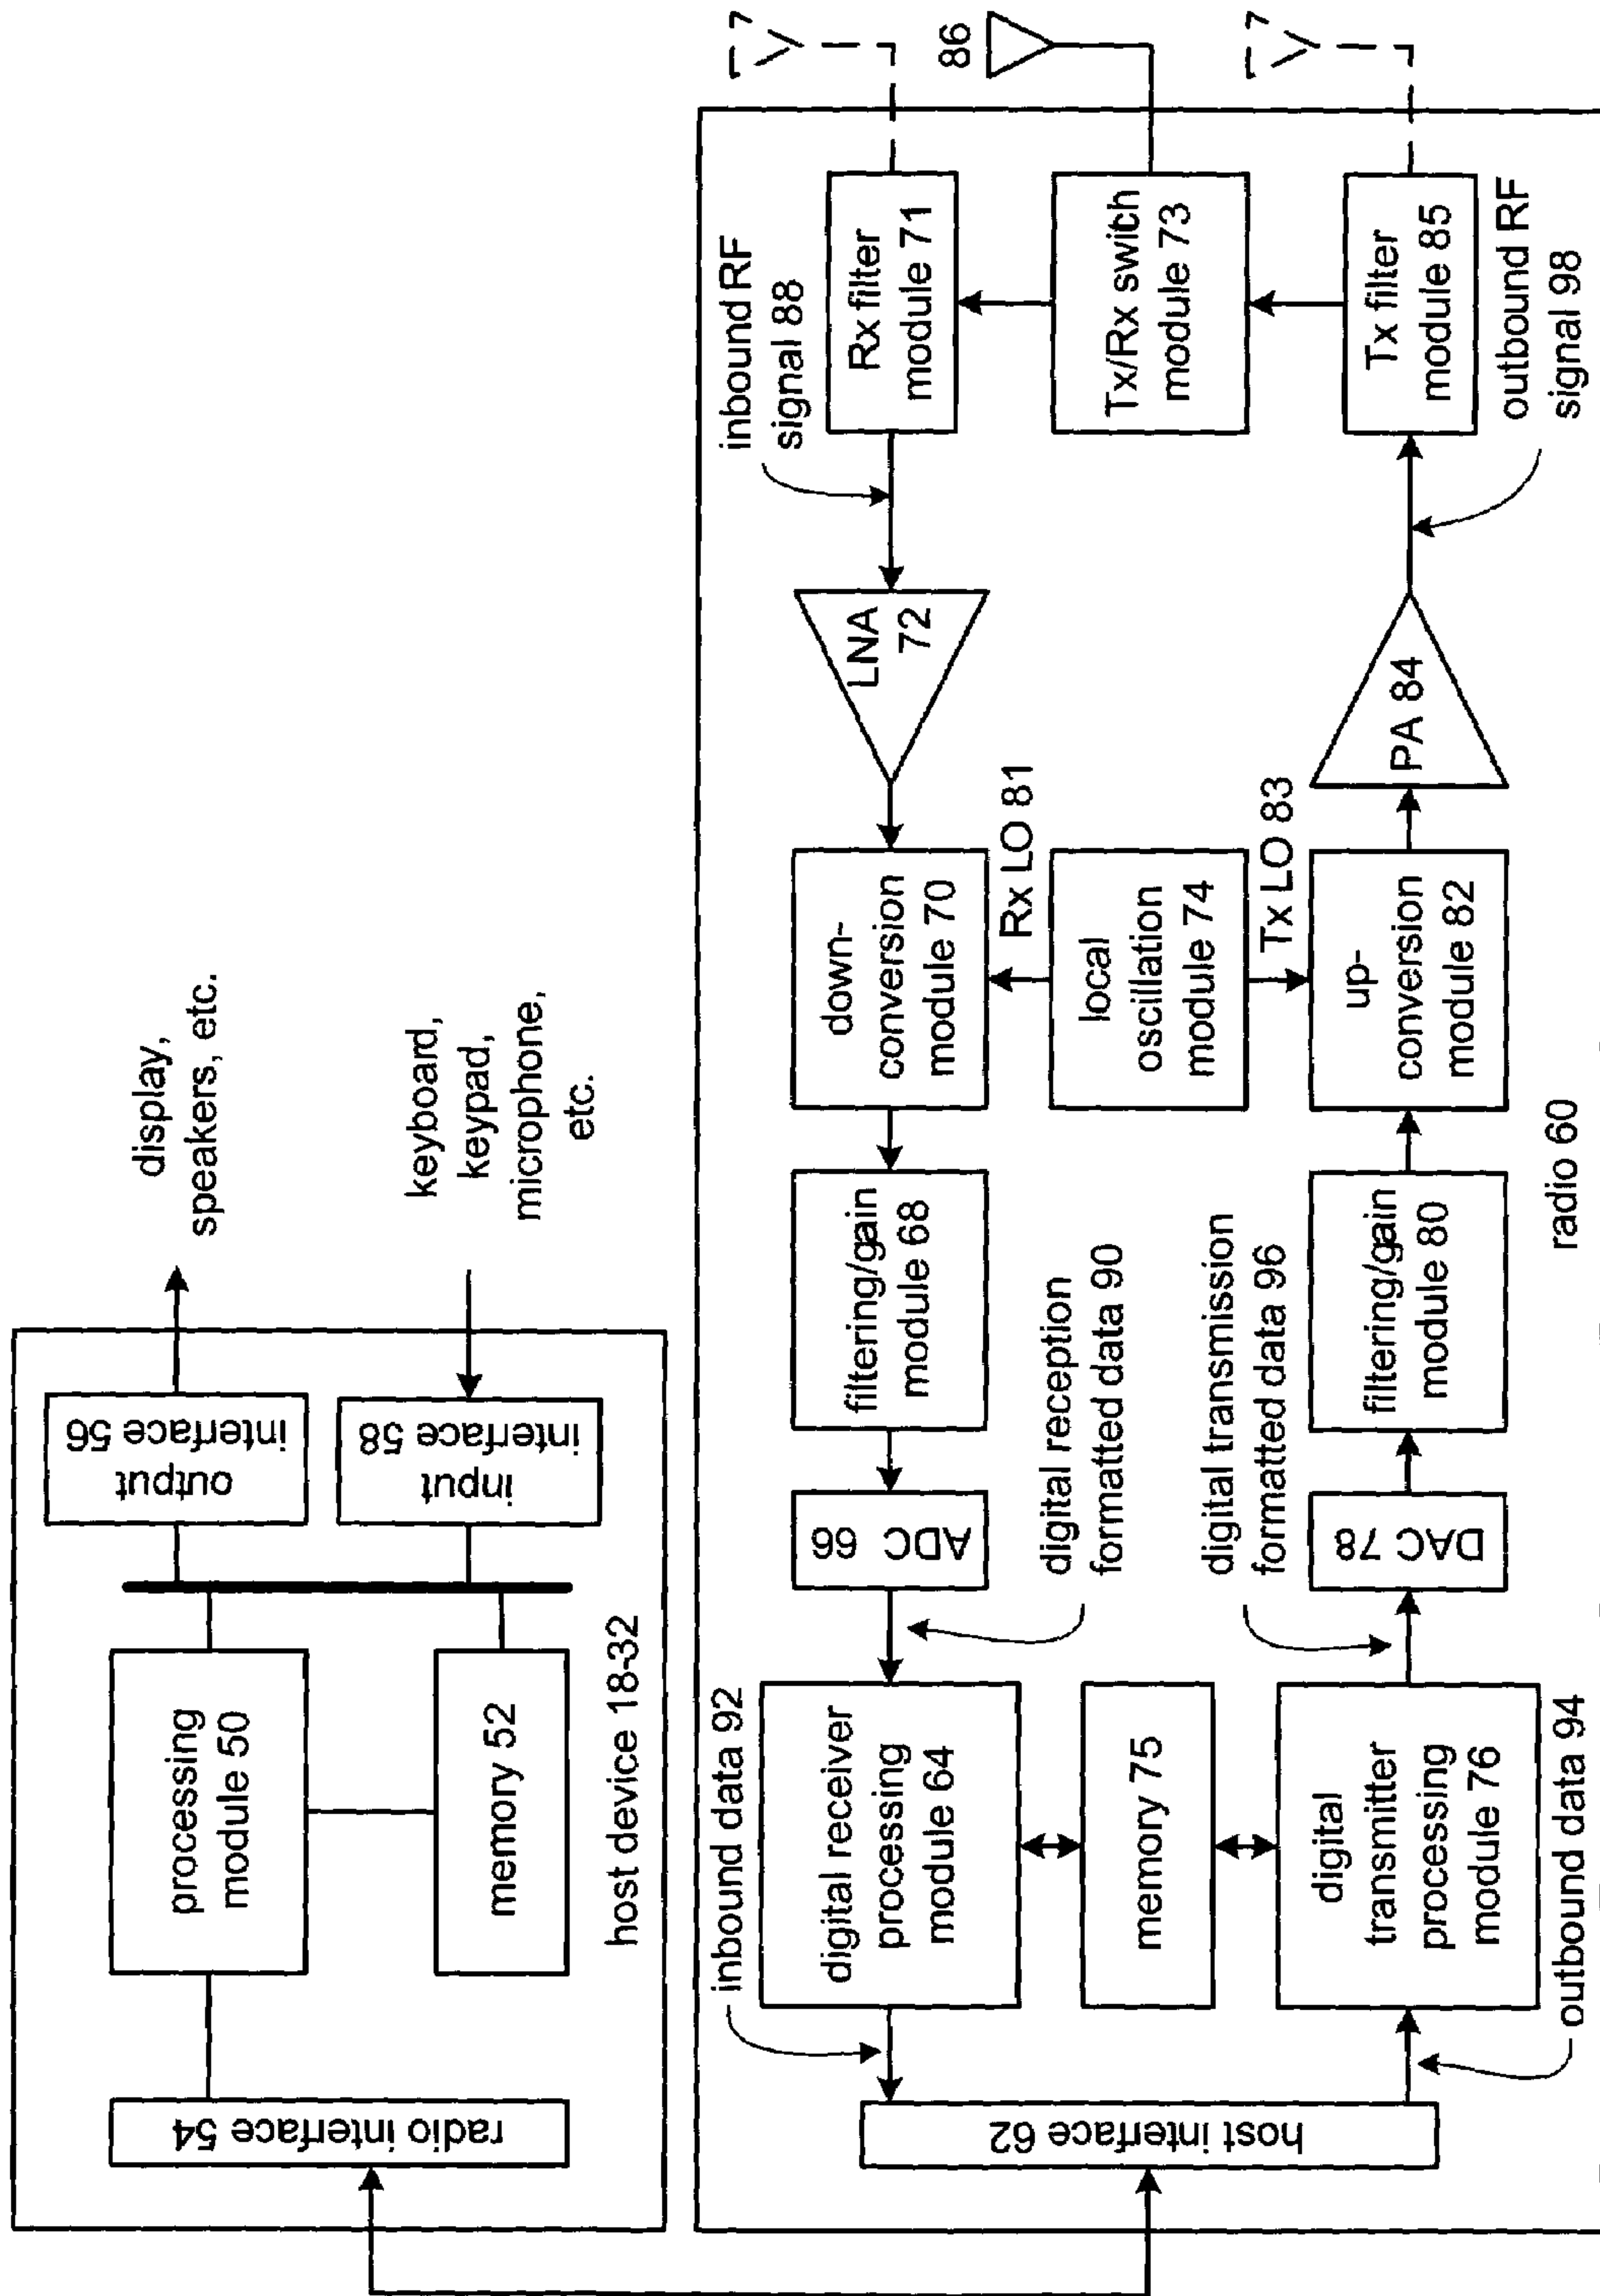 radio interface 54
processing
module 50
memory 52
output
interface 56
input
interface 58
display,
speakers, etc.
keyboard,
keypad,
microphone,
etc.
host device 18-32
host interface 62
inbound data 92
digital receiver
processing
module 64
memory 75
digital
transmitter
processing
module 76
outbound data 94
ADC 66
digital reception
formatted data 90
digital transmission
formatted data 96
DAC 78
filtering/gain
module 68
filtering/gain
module 80
down-
conversion
module 70
Rx LO 81
local
oscillation
module 74
Tx LO 83
up-
conversion
module 82
radio 60
LNA
72
PA 84
inbound RF
signal 88
Rx filter
module 71
Tx/Rx switch
module 73
Tx filter
module 85
outbound RF
signal 98
86